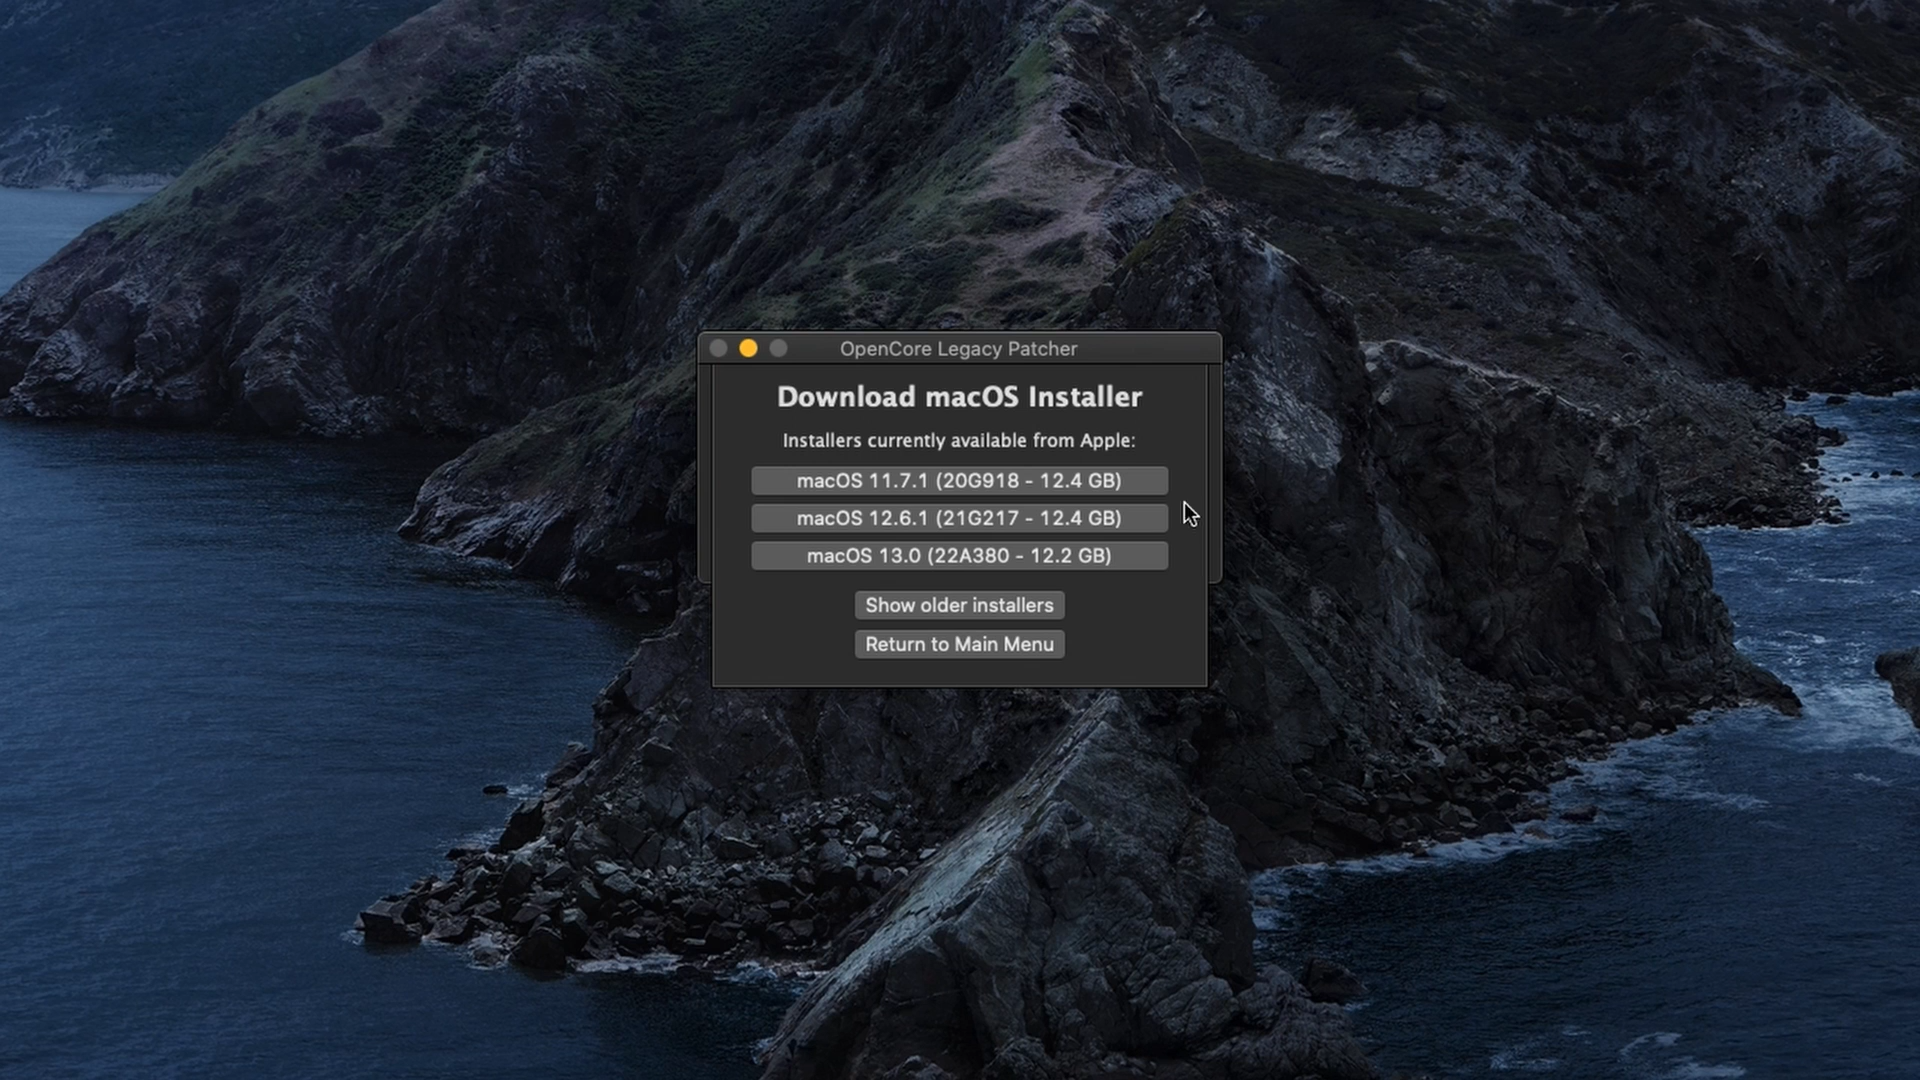 OpenCore Legacy Patcher
Download macOS Installer
Installers currently available from Apple:
macOS 11.7.1 (20G918 - 12.4 GB)
macOS 12.6.1 (21G217 - 12.4 GB)
macOS 13.0 (22A380 - 12.2 GB)
Show older installers
Return to Main Menu